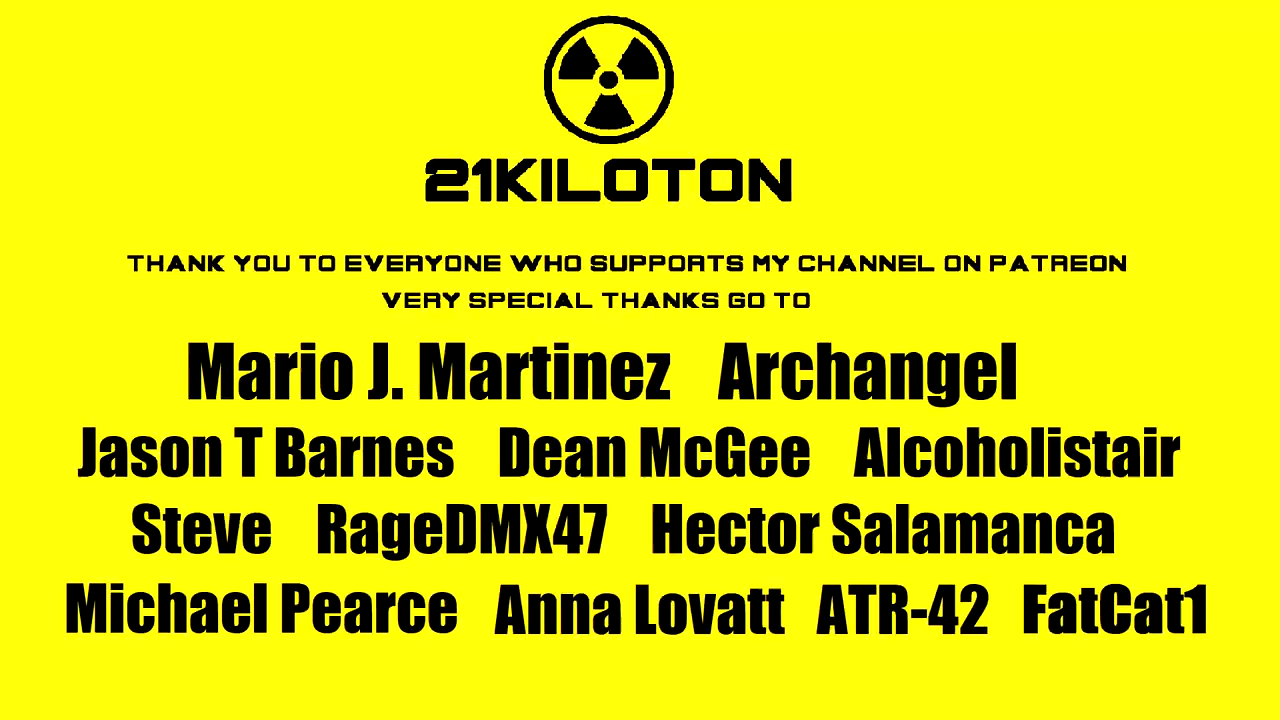 21KILOTON
THANK YOU TO EVERYONE WHO SUPPORTS MY CHANNEL ON PATREON
VERY SPECIAL THANKS GO TO
Mario J. Martinez Archangel
Jason T Barnes Dean McGee Alcoholistair
Steve RageDMX47 Hector Salamanca
Michael Pearce Anna Lovatt ATR-42 FatCat1